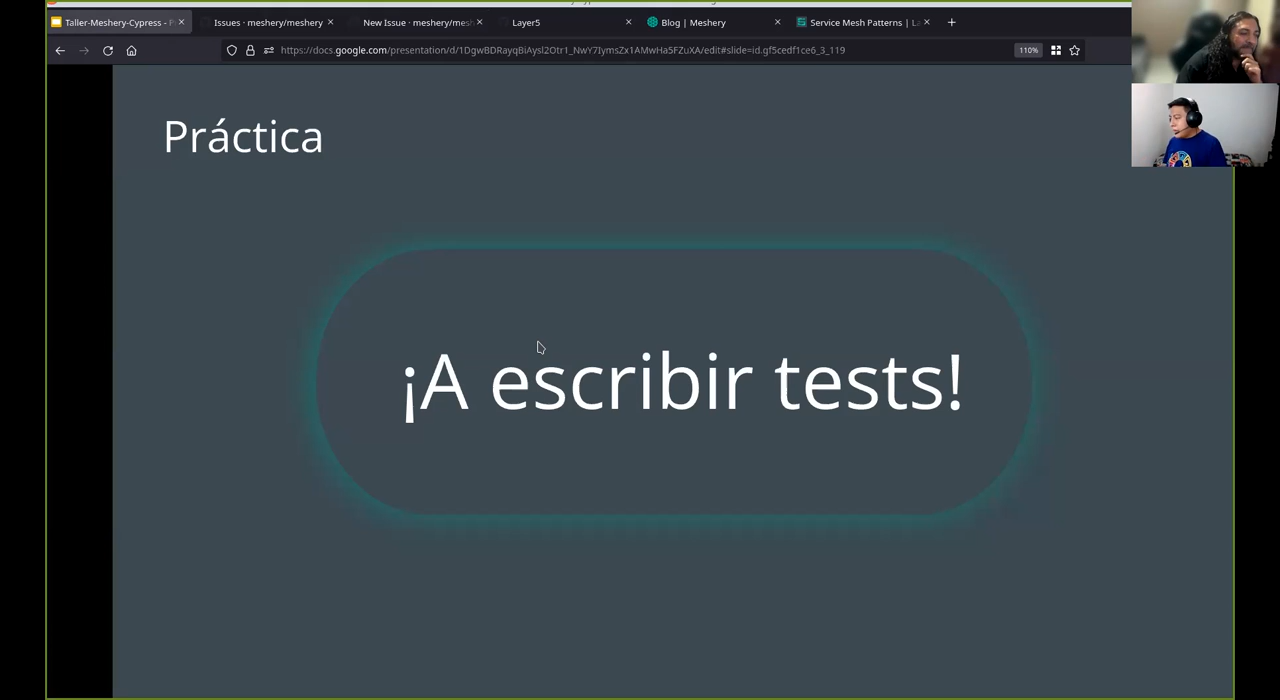 Taller-Meshery-Cypress - P
Issues · meshery/meshery
New Issue · meshery/mesh
Layer5
Blog | Meshery
Service Mesh Patterns | La
https://docs.google.com/presentation/d/1DgwBDRayqBiAysl2Otr1_NwY7IymsZx1AMwHa5FZuXA/edit#slide=id.gf5cedf1ce6_3_119
110%
Práctica
¡A escribir tests!